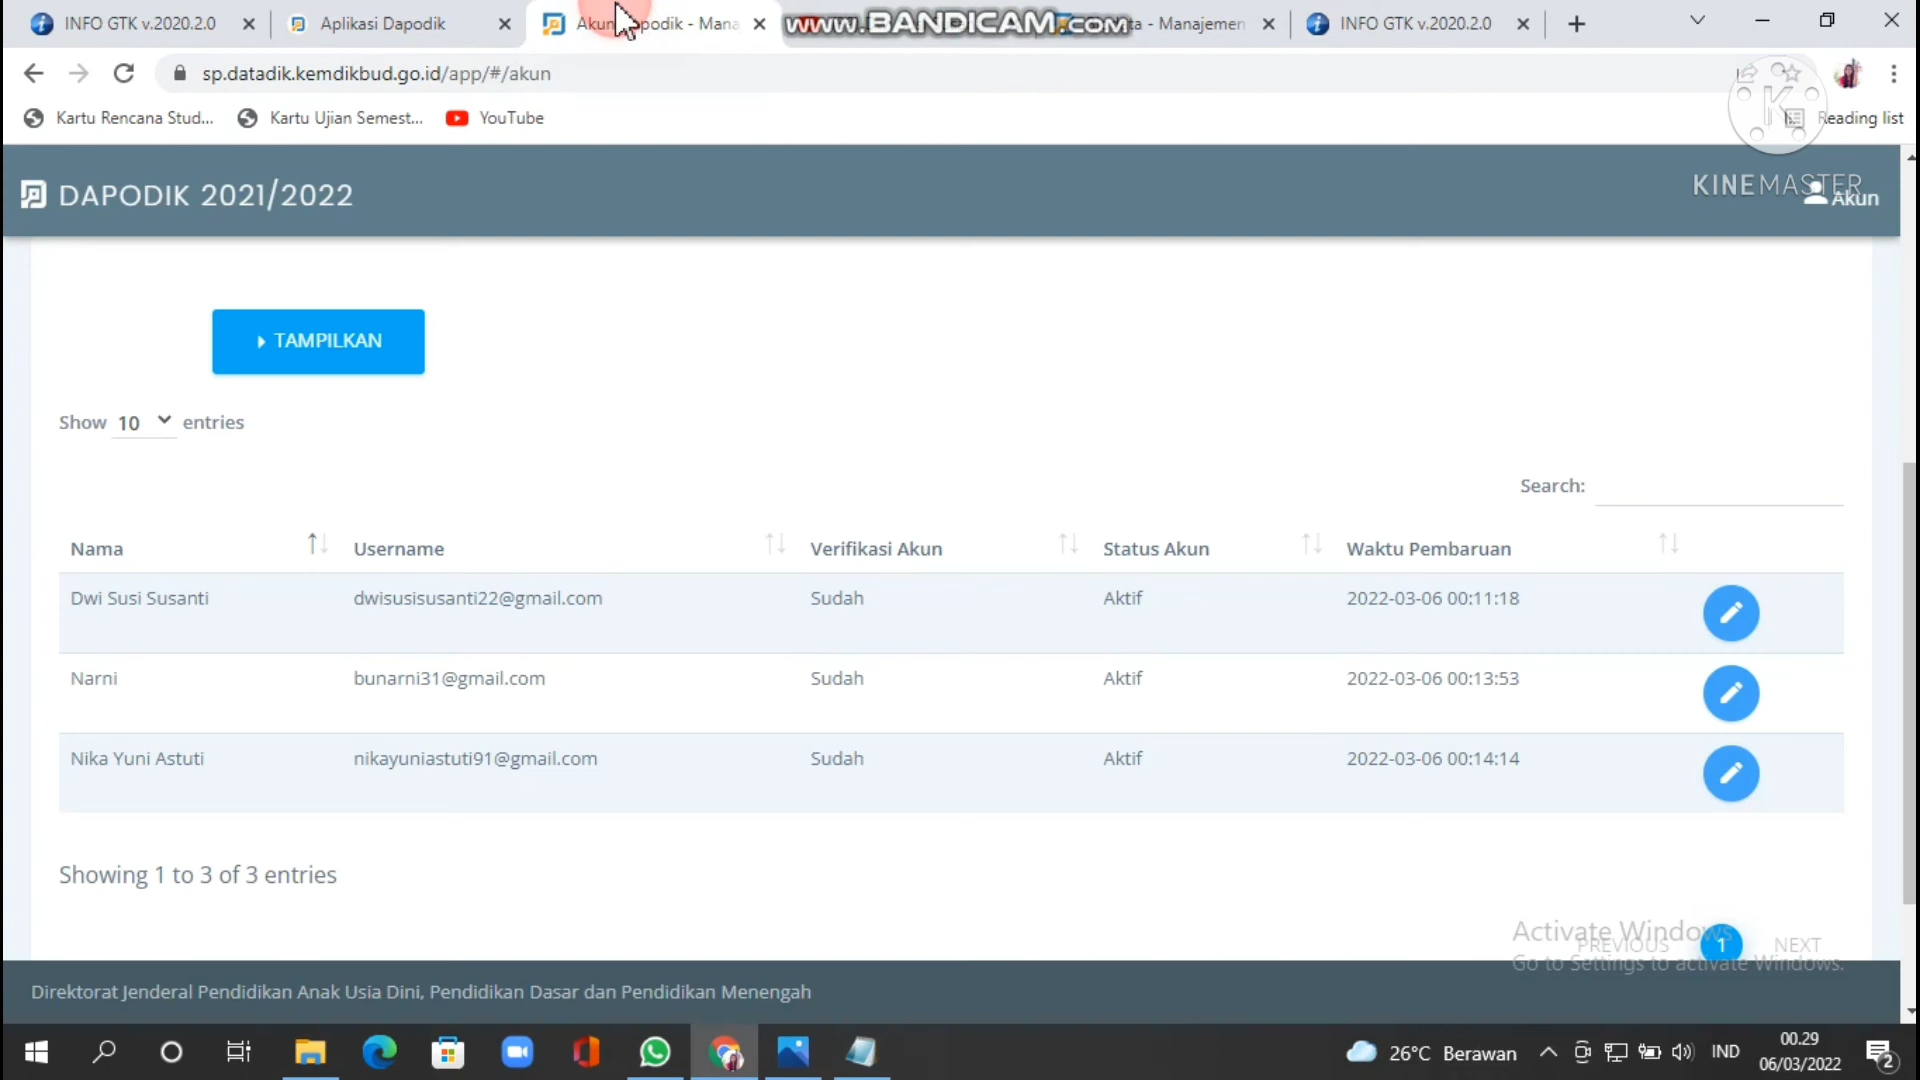 INFO GTK v.2020.2.0
Aplikasi Dapodik
podik - Mana
www.BANDICAM.com
ta - Manajemen
INFO GTK v.2020.2.0
sp.datadik.kemdikbud.go.id/app/#/akun
Kartu Rencana Stud...
Kartu Ujian Semest...
YouTube
Reading list
DAPODIK 2021/2022
KINEMASTER
Akun
TAMPILKAN
Show 10 entries
Search:
Nama Username Verifikasi Akun Status Akun Waktu Pembaruan
Dwi Susi Susanti dwisusisusanti22@gmail.com Sudah Aktif 2022-03-06 00:11:18
Narni bunarni31@gmail.com Sudah Aktif 2022-03-06 00:13:53
Nika Yuni Astuti nikayuniastuti91@gmail.com Sudah Aktif 2022-03-06 00:14:14
Showing 1 to 3 of 3 entries
Activate Windows
PREVIOUS 1 NEXT
Go to Settings to activate Windows.
Direktorat Jenderal Pendidikan Anak Usia Dini, Pendidikan Dasar dan Pendidikan Menengah
26°C Berawan
IND
00.29
06/03/2022
2